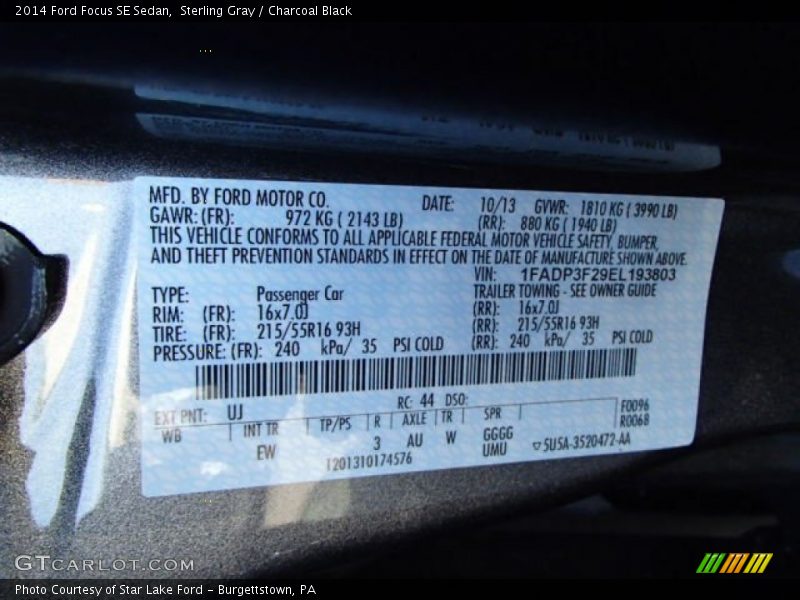 2014 Ford Focus SE Sedan, Sterling Gray / Charcoal Black
MFD. BY FORD MOTOR CO. DATE: 10/13 GVWR: 1810 KG ( 3990 LB)
GAWR: (FR): 972 KG ( 2143 LB) (RR): 880 KG ( 1940 LB)
THIS VEHICLE CONFORMS TO ALL APPLICABLE FEDERAL MOTOR VEHICLE SAFETY, BUMPER,
AND THEFT PREVENTION STANDARDS IN EFFECT ON THE DATE OF MANUFACTURE SHOWN ABOVE.
VIN: 1FADP3F29EL193803
TYPE: Passenger Car TRAILER TOWING - SEE OWNER GUIDE
RIM: (FR): 16x7.0J (RR): 16x7.0J
TIRE: (FR): 215/55R16 93H (RR): 215/55R16 93H
PRESSURE: (FR): 240 kPa/ 35 PSI COLD (RR): 240 kPa/ 35 PSI COLD
EXT PNT: UJ RC: 44 DSO: F0096
WB INT TR TP/PS R AXLE TR SPR R0068
EW 3 AU W GGGG
1201310174576 UMU ▽5U5A-3520472-AA
GTCARLOT.COM
Photo Courtesy of Star Lake Ford - Burgettstown, PA